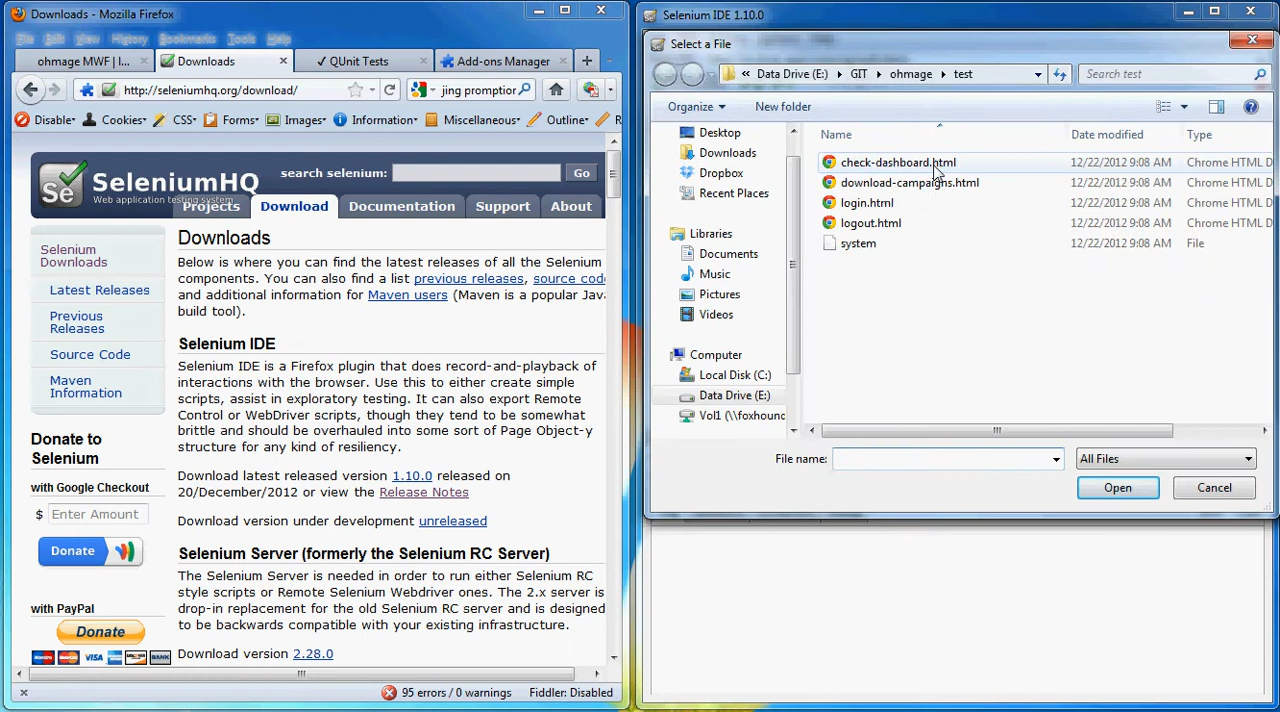 Downloads - Mozilla Firefox
File Edit View History Bookmarks Tools Help
ohmage MWF | l...
Downloads
✓ QUnit Tests
Add-ons Manager
http://seleniumhq.org/download/
jing promptior
Disable
Cookies
CSS
Forms
Images
Information
Miscellaneous
Outline
SeleniumHQ
Web application testing system
search selenium:
Go
Projects
Download
Documentation
Support
About
Selenium
Downloads
Latest Releases
Previous
Releases
Source Code
Maven
Information
Donate to
Selenium
with Google Checkout
$ Enter Amount
Donate
with PayPal
Donate
VISA
BANK
Downloads
Below is where you can find the latest releases of all the Selenium
components. You can also find a list previous releases, source cod
and additional information for Maven users (Maven is a popular Jav
build tool).
Selenium IDE
Selenium IDE is a Firefox plugin that does record-and-playback of
interactions with the browser. Use this to either create simple
scripts, assist in exploratory testing. It can also export Remote
Control or WebDriver scripts, though they tend to be somewhat
brittle and should be overhauled into some sort of Page Object-y
structure for any kind of resiliency.
Download latest released version 1.10.0 released on
20/December/2012 or view the Release Notes
Download version under development unreleased
Selenium Server (formerly the Selenium RC Server)
The Selenium Server is needed in order to run either Selenium RC
style scripts or Remote Selenium Webdriver ones. The 2.x server is
drop-in replacement for the old Selenium RC server and is designed
to be backwards compatible with your existing infrastructure.
Download version 2.28.0
95 errors / 0 warnings
Fiddler: Disabled
Selenium IDE 1.10.0
Select a File
« Data Drive (E:) GIT ohmage test
Search test
Organize
New folder
Desktop
Downloads
Dropbox
Recent Places
Libraries
Documents
Music
Pictures
Videos
Computer
Local Disk (C:)
Data Drive (E:)
Vol1 (\\foxhound
Name Date modified Type
check-dashboard.html 12/22/2012 9:08 AM Chrome HTML D
download-campaigns.html 12/22/2012 9:08 AM Chrome HTML D
login.html 12/22/2012 9:08 AM Chrome HTML D
logout.html 12/22/2012 9:08 AM Chrome HTML D
system 12/22/2012 9:08 AM File
File name:
All Files
Open
Cancel